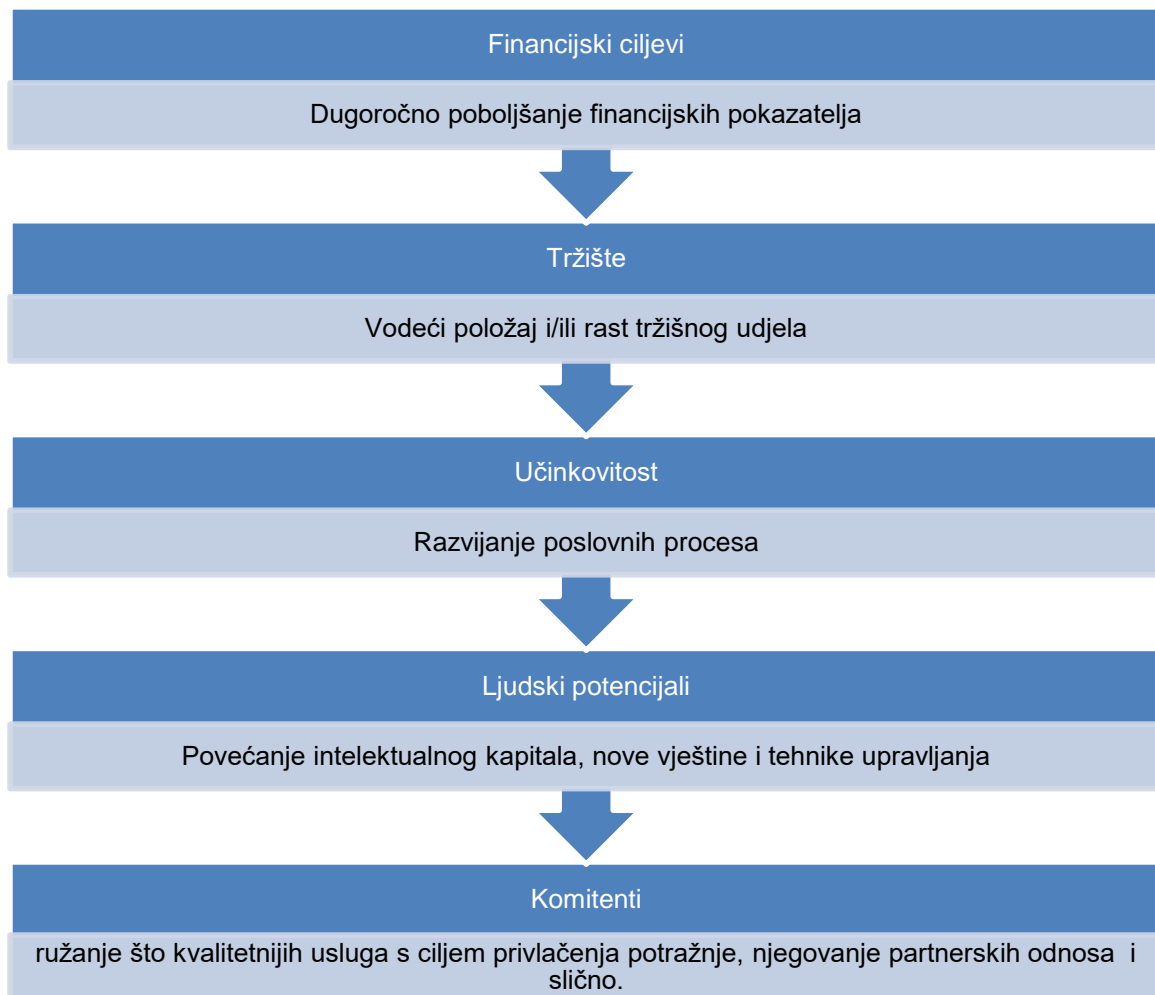 Financijski ciljevi
Dugoročno poboljšanje financijskih pokazatelja
Tržište
Vodeći položaj i/ili rast tržišnog udjela
Učinkovitost
Razvijanje poslovnih procesa
Ljudski potencijali
Povećanje intelektualnog kapitala, nove vještine i tehnike upravljanja
Komitenti
ružanje što kvalitetnijih usluga s ciljem privlačenja potražnje, njegovanje partnerskih odnosa i
slično.